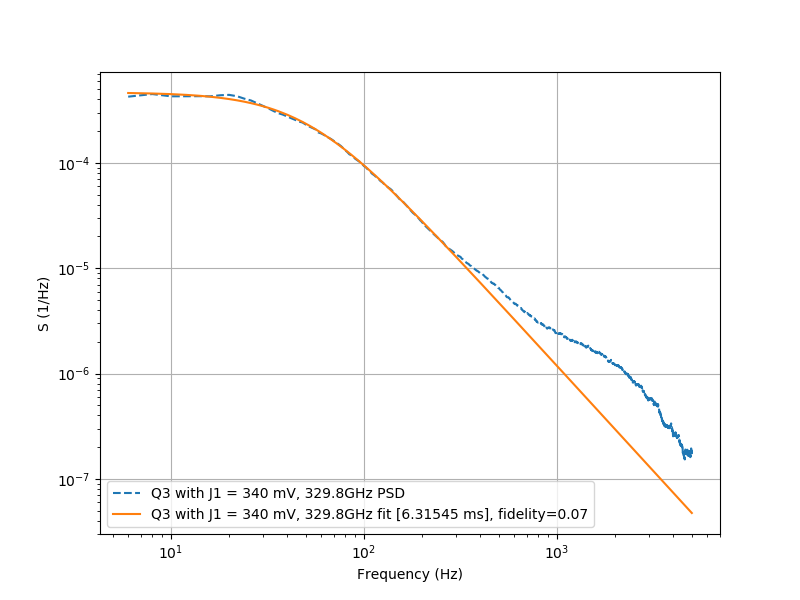 10⁻⁴
10⁻⁵
10⁻⁶
10⁻⁷
S (1/Hz)
Q3 with J1 = 340 mV, 329.8GHz PSD
Q3 with J1 = 340 mV, 329.8GHz fit [6.31545 ms], fidelity=0.07
10¹ 10² 10³
Frequency (Hz)